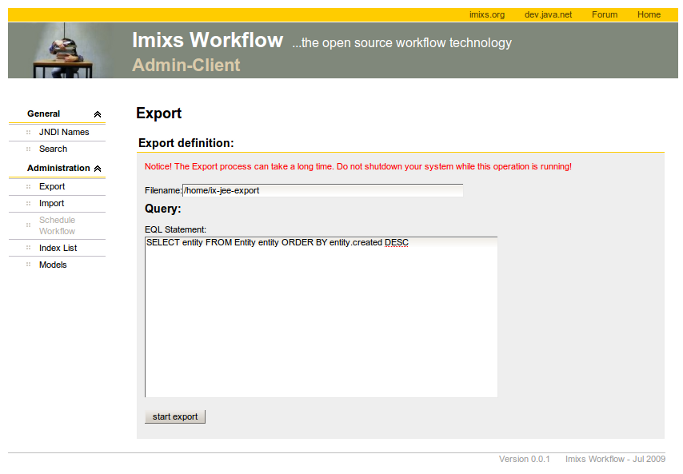 imixs.org dev.java.net Forum Home
Imixs Workflow ...the open source workflow technology
Admin-Client
General
JNDI Names
Search
Administration
Export
Import
Schedule
Workflow
Index List
Models
Export
Export definition:
Notice! The Export process can take a long time. Do not shutdown your system while this operation is running!
Filename: /home/ix-jee-export
Query:
EQL Statement:
SELECT entity FROM Entity entity ORDER BY entity.created DESC
start export
Version 0.0.1 Imixs Workflow - Jul 2009